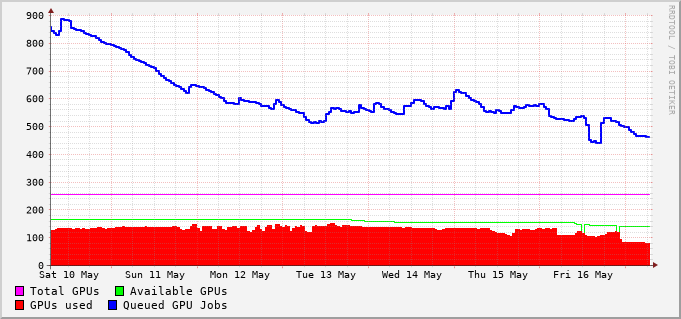 900
800
700
600
500
400
300
200
100
0
Sat 10 May Sun 11 May Mon 12 May Tue 13 May Wed 14 May Thu 15 May Fri 16 May
Total GPUs Available GPUs
GPUs used Queued GPU Jobs
RRDTOOL / TOBI OETIKER